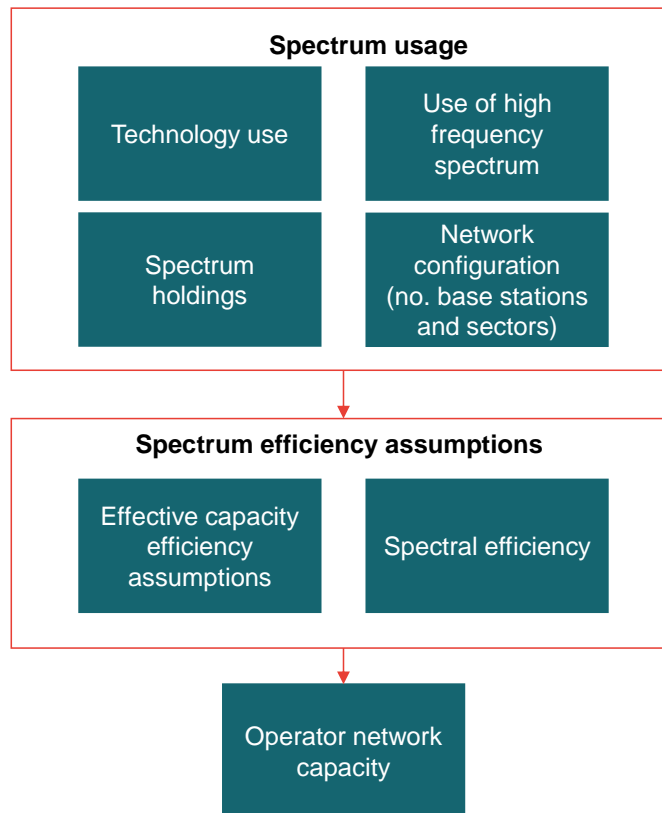 Spectrum usage
Technology use
Use of high
frequency
spectrum
Spectrum
holdings
Network
configuration
(no. base stations
and sectors)
Spectrum efficiency assumptions
Effective capacity
efficiency
assumptions
Spectral efficiency
Operator network
capacity